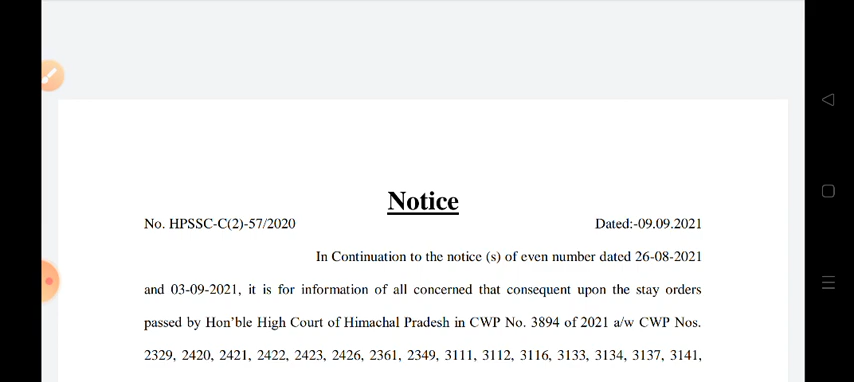 Notice
No. HPSSC-C(2)-57/2020 Dated:-09.09.2021
In Continuation to the notice (s) of even number dated 26-08-2021
and 03-09-2021, it is for information of all concerned that consequent upon the stay orders
passed by Hon’ble High Court of Himachal Pradesh in CWP No. 3894 of 2021 a/w CWP Nos.
2329, 2420, 2421, 2422, 2423, 2426, 2361, 2349, 3111, 3112, 3116, 3133, 3134, 3137, 3141,